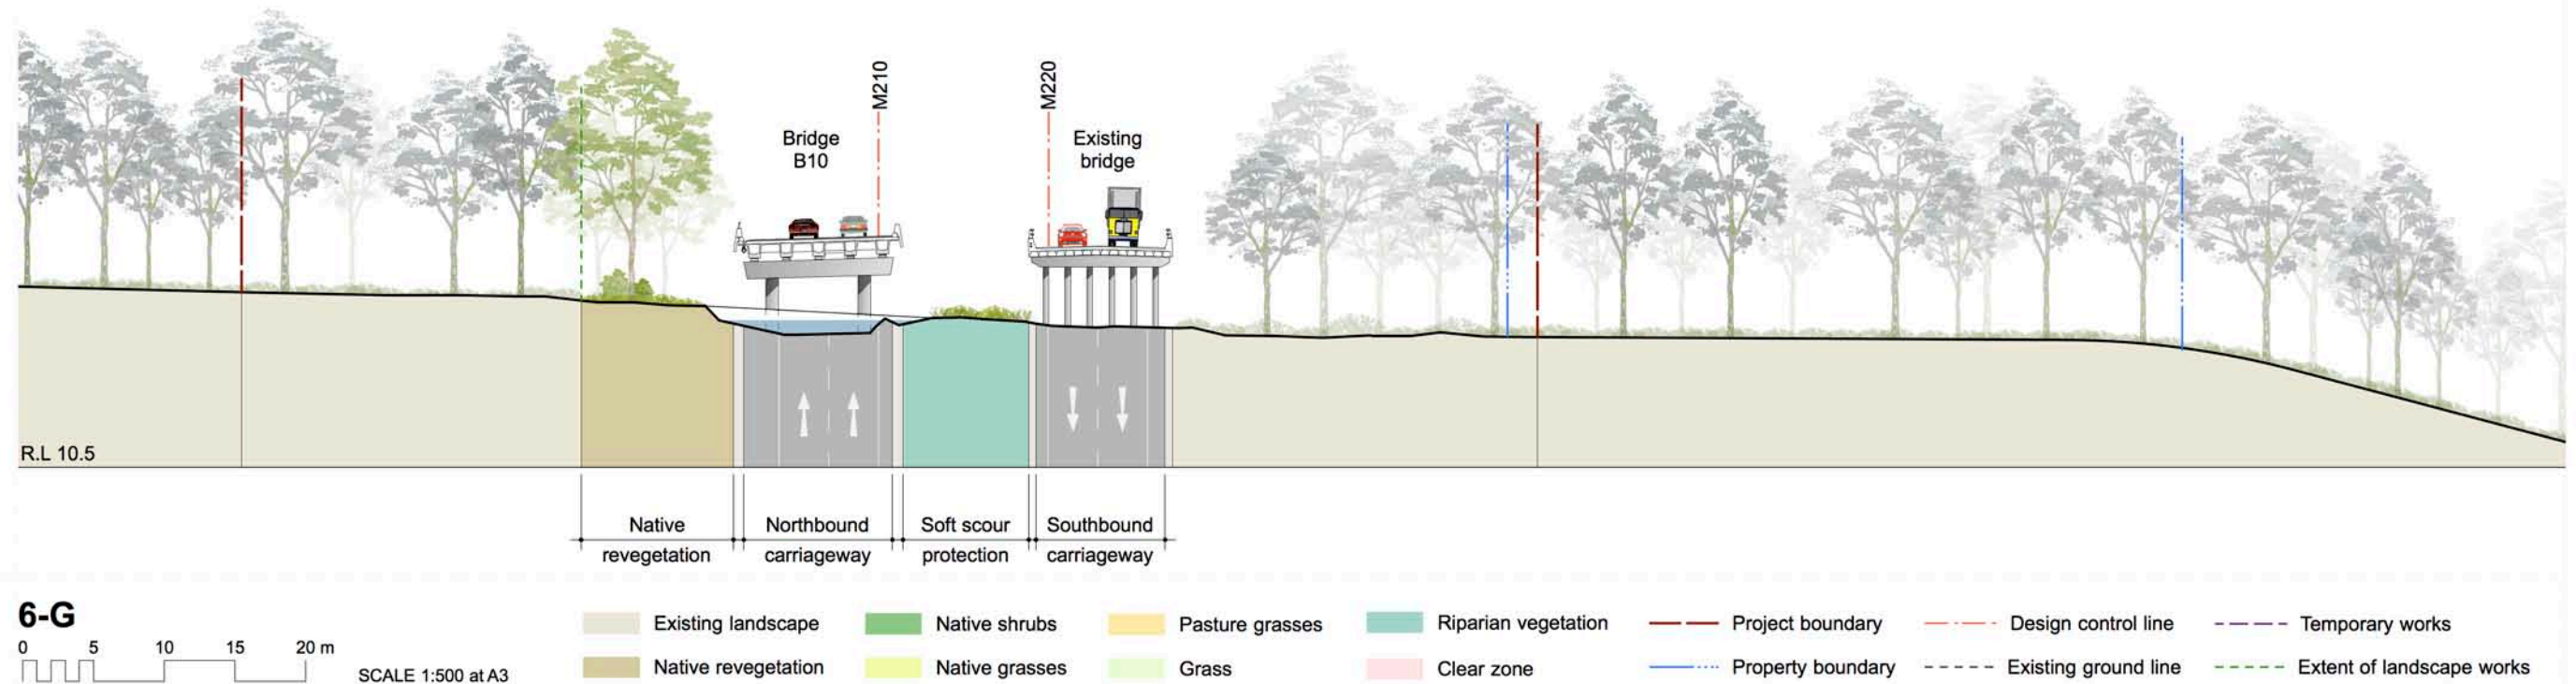 M210
M220
Bridge
B10
Existing
bridge
R.L 10.5
Native
revegetation
Northbound
carriageway
Soft scour
protection
Southbound
carriageway
6-G
0 5 10 15 20 m
SCALE 1:500 at A3
Existing landscape
Native revegetation
Native shrubs
Native grasses
Pasture grasses
Grass
Riparian vegetation
Clear zone
Project boundary
Property boundary
Design control line
Existing ground line
Temporary works
Extent of landscape works